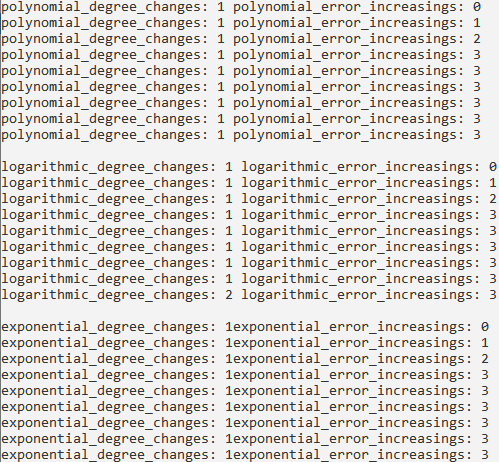 polynomial_degree_changes: 1 polynomial_error_increasings: 0
polynomial_degree_changes: 1 polynomial_error_increasings: 1
polynomial_degree_changes: 1 polynomial_error_increasings: 2
polynomial_degree_changes: 1 polynomial_error_increasings: 3
polynomial_degree_changes: 1 polynomial_error_increasings: 3
polynomial_degree_changes: 1 polynomial_error_increasings: 3
polynomial_degree_changes: 1 polynomial_error_increasings: 3
polynomial_degree_changes: 1 polynomial_error_increasings: 3
polynomial_degree_changes: 1 polynomial_error_increasings: 3

logarithmic_degree_changes: 1 logarithmic_error_increasings: 0
logarithmic_degree_changes: 1 logarithmic_error_increasings: 1
logarithmic_degree_changes: 1 logarithmic_error_increasings: 2
logarithmic_degree_changes: 1 logarithmic_error_increasings: 3
logarithmic_degree_changes: 1 logarithmic_error_increasings: 3
logarithmic_degree_changes: 1 logarithmic_error_increasings: 3
logarithmic_degree_changes: 1 logarithmic_error_increasings: 3
logarithmic_degree_changes: 1 logarithmic_error_increasings: 3
logarithmic_degree_changes: 2 logarithmic_error_increasings: 3

exponential_degree_changes: 1exponential_error_increasings: 0
exponential_degree_changes: 1exponential_error_increasings: 1
exponential_degree_changes: 1exponential_error_increasings: 2
exponential_degree_changes: 1exponential_error_increasings: 3
exponential_degree_changes: 1exponential_error_increasings: 3
exponential_degree_changes: 1exponential_error_increasings: 3
exponential_degree_changes: 1exponential_error_increasings: 3
exponential_degree_changes: 1exponential_error_increasings: 3
exponential_degree_changes: 1exponential_error_increasings: 3